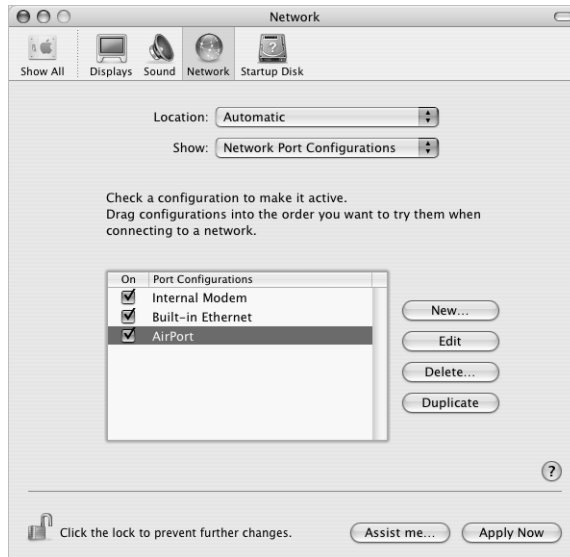 Network
Show All Displays Sound Network Startup Disk
Location: Automatic
Show: Network Port Configurations
Check a configuration to make it active.
Drag configurations into the order you want to try them when
connecting to a network.
On Port Configurations
Internal Modem
Built-in Ethernet
AirPort
New...
Edit
Delete...
Duplicate
?
Click the lock to prevent further changes. Assist me... Apply Now